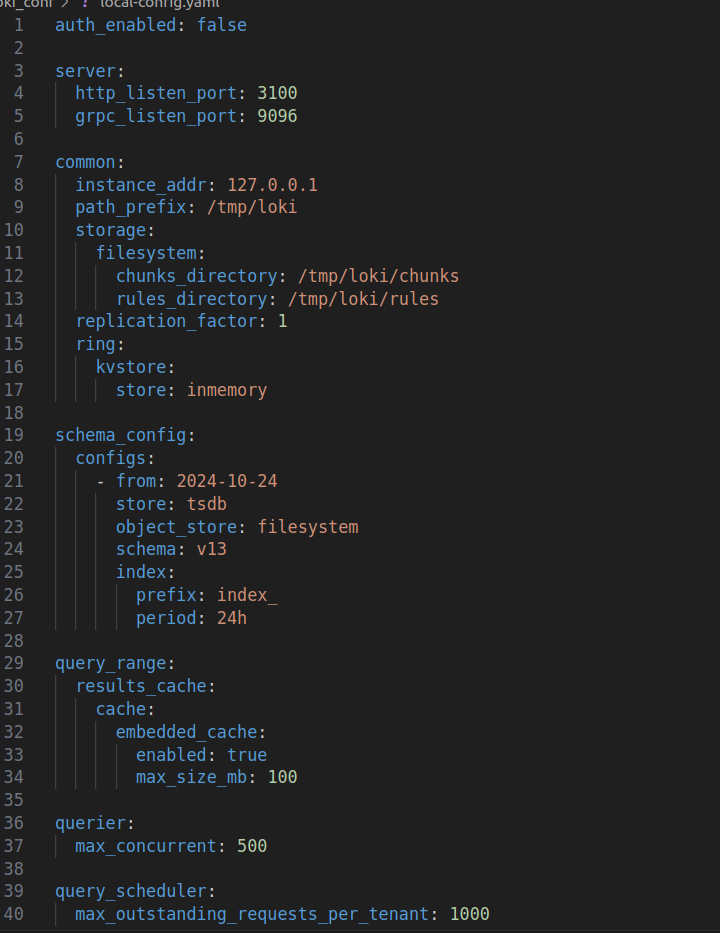 oki_conf > ! local-config.yaml
1 auth_enabled: false
2
3 server:
4   http_listen_port: 3100
5   grpc_listen_port: 9096
6
7 common:
8   instance_addr: 127.0.0.1
9   path_prefix: /tmp/loki
10   storage:
11     filesystem:
12       chunks_directory: /tmp/loki/chunks
13       rules_directory: /tmp/loki/rules
14   replication_factor: 1
15   ring:
16     kvstore:
17       store: inmemory
18
19 schema_config:
20   configs:
21     - from: 2024-10-24
22       store: tsdb
23       object_store: filesystem
24       schema: v13
25       index:
26         prefix: index_
27         period: 24h
28
29 query_range:
30   results_cache:
31     cache:
32       embedded_cache:
33         enabled: true
34         max_size_mb: 100
35
36 querier:
37   max_concurrent: 500
38
39 query_scheduler:
40   max_outstanding_requests_per_tenant: 1000